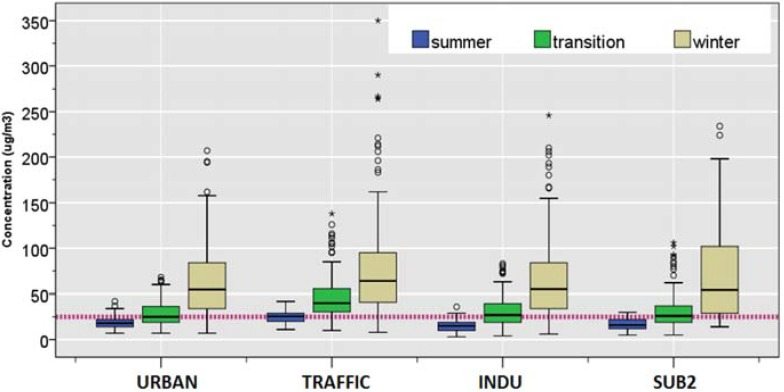 summer transition winter
Concentration (ug/m3)
350
300
250
200
150
100
50
0
URBAN TRAFFIC INDU SUB2